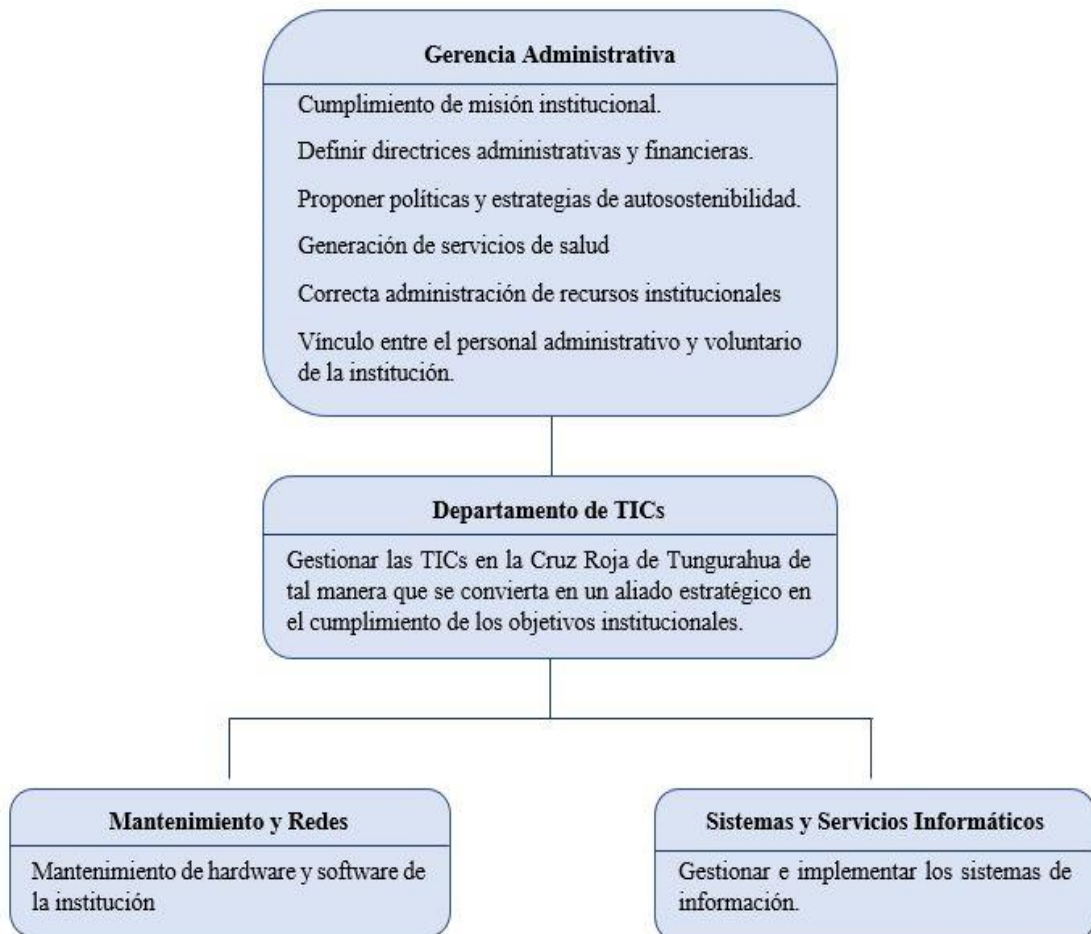 Gerencia Administrativa
Cumplimiento de misión institucional.
Definir directrices administrativas y financieras.
Proponer políticas y estrategias de autosostenibilidad.
Generación de servicios de salud
Correcta administración de recursos institucionales
Vínculo entre el personal administrativo y voluntario
de la institución.
Departamento de TICs
Gestionar las TICs en la Cruz Roja de Tungurahua de
tal manera que se convierta en un aliado estratégico en
el cumplimiento de los objetivos institucionales.
Mantenimiento y Redes
Mantenimiento de hardware y software de
la institución
Sistemas y Servicios Informáticos
Gestionar e implementar los sistemas de
información.